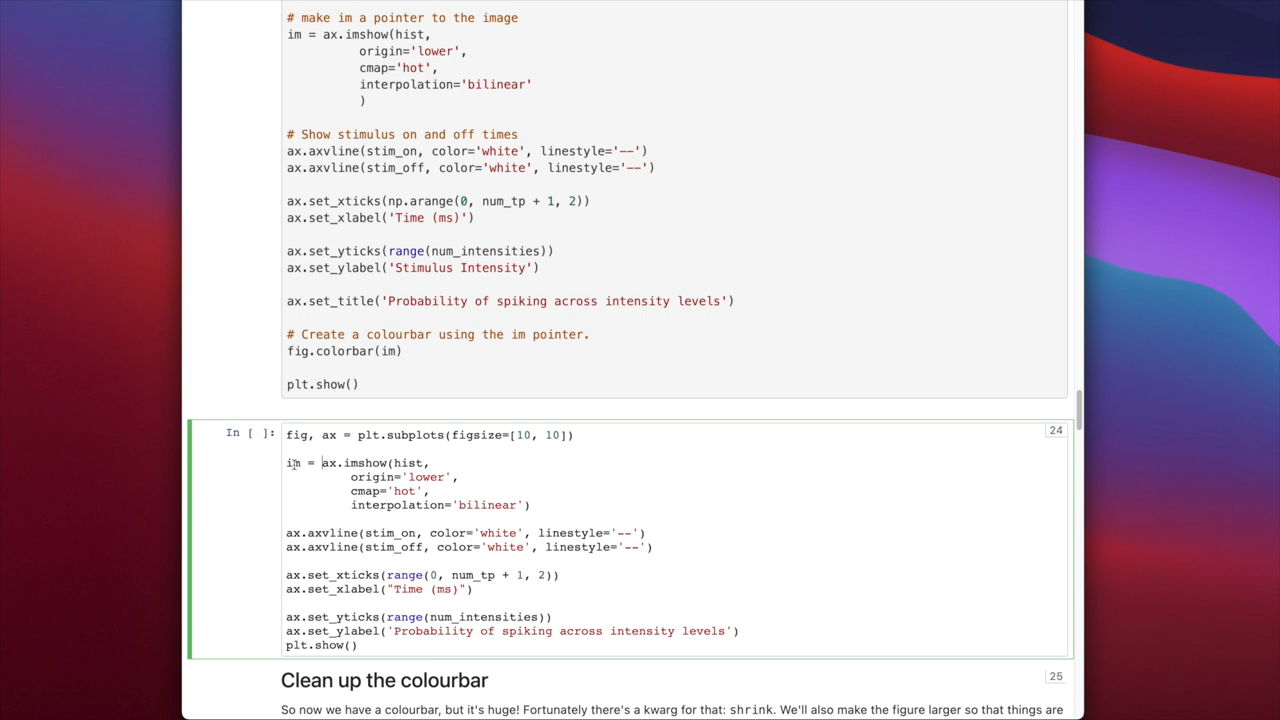 # make im a pointer to the image
im = ax.imshow(hist,
origin='lower',
cmap='hot',
interpolation='bilinear'
)
# Show stimulus on and off times
ax.axvline(stim_on, color='white', linestyle='--')
ax.axvline(stim_off, color='white', linestyle='--')
ax.set_xticks(np.arange(0, num_tp + 1, 2))
ax.set_xlabel('Time (ms)')
ax.set_yticks(range(num_intensities))
ax.set_ylabel('Stimulus Intensity')
ax.set_title('Probability of spiking across intensity levels')
# Create a colourbar using the im pointer.
fig.colorbar(im)
plt.show()
In [ ]: fig, ax = plt.subplots(figsize=[10, 10]) 24
im = ax.imshow(hist,
origin='lower',
cmap='hot',
interpolation='bilinear')
ax.axvline(stim_on, color='white', linestyle='--')
ax.axvline(stim_off, color='white', linestyle='--')
ax.set_xticks(range(0, num_tp + 1, 2))
ax.set_xlabel("Time (ms)")
ax.set_yticks(range(num_intensities))
ax.set_ylabel('Probability of spiking across intensity levels')
plt.show()
Clean up the colourbar 25
So now we have a colourbar, but it's huge! Fortunately there's a kwarg for that: shrink. We'll also make the figure larger so that things are